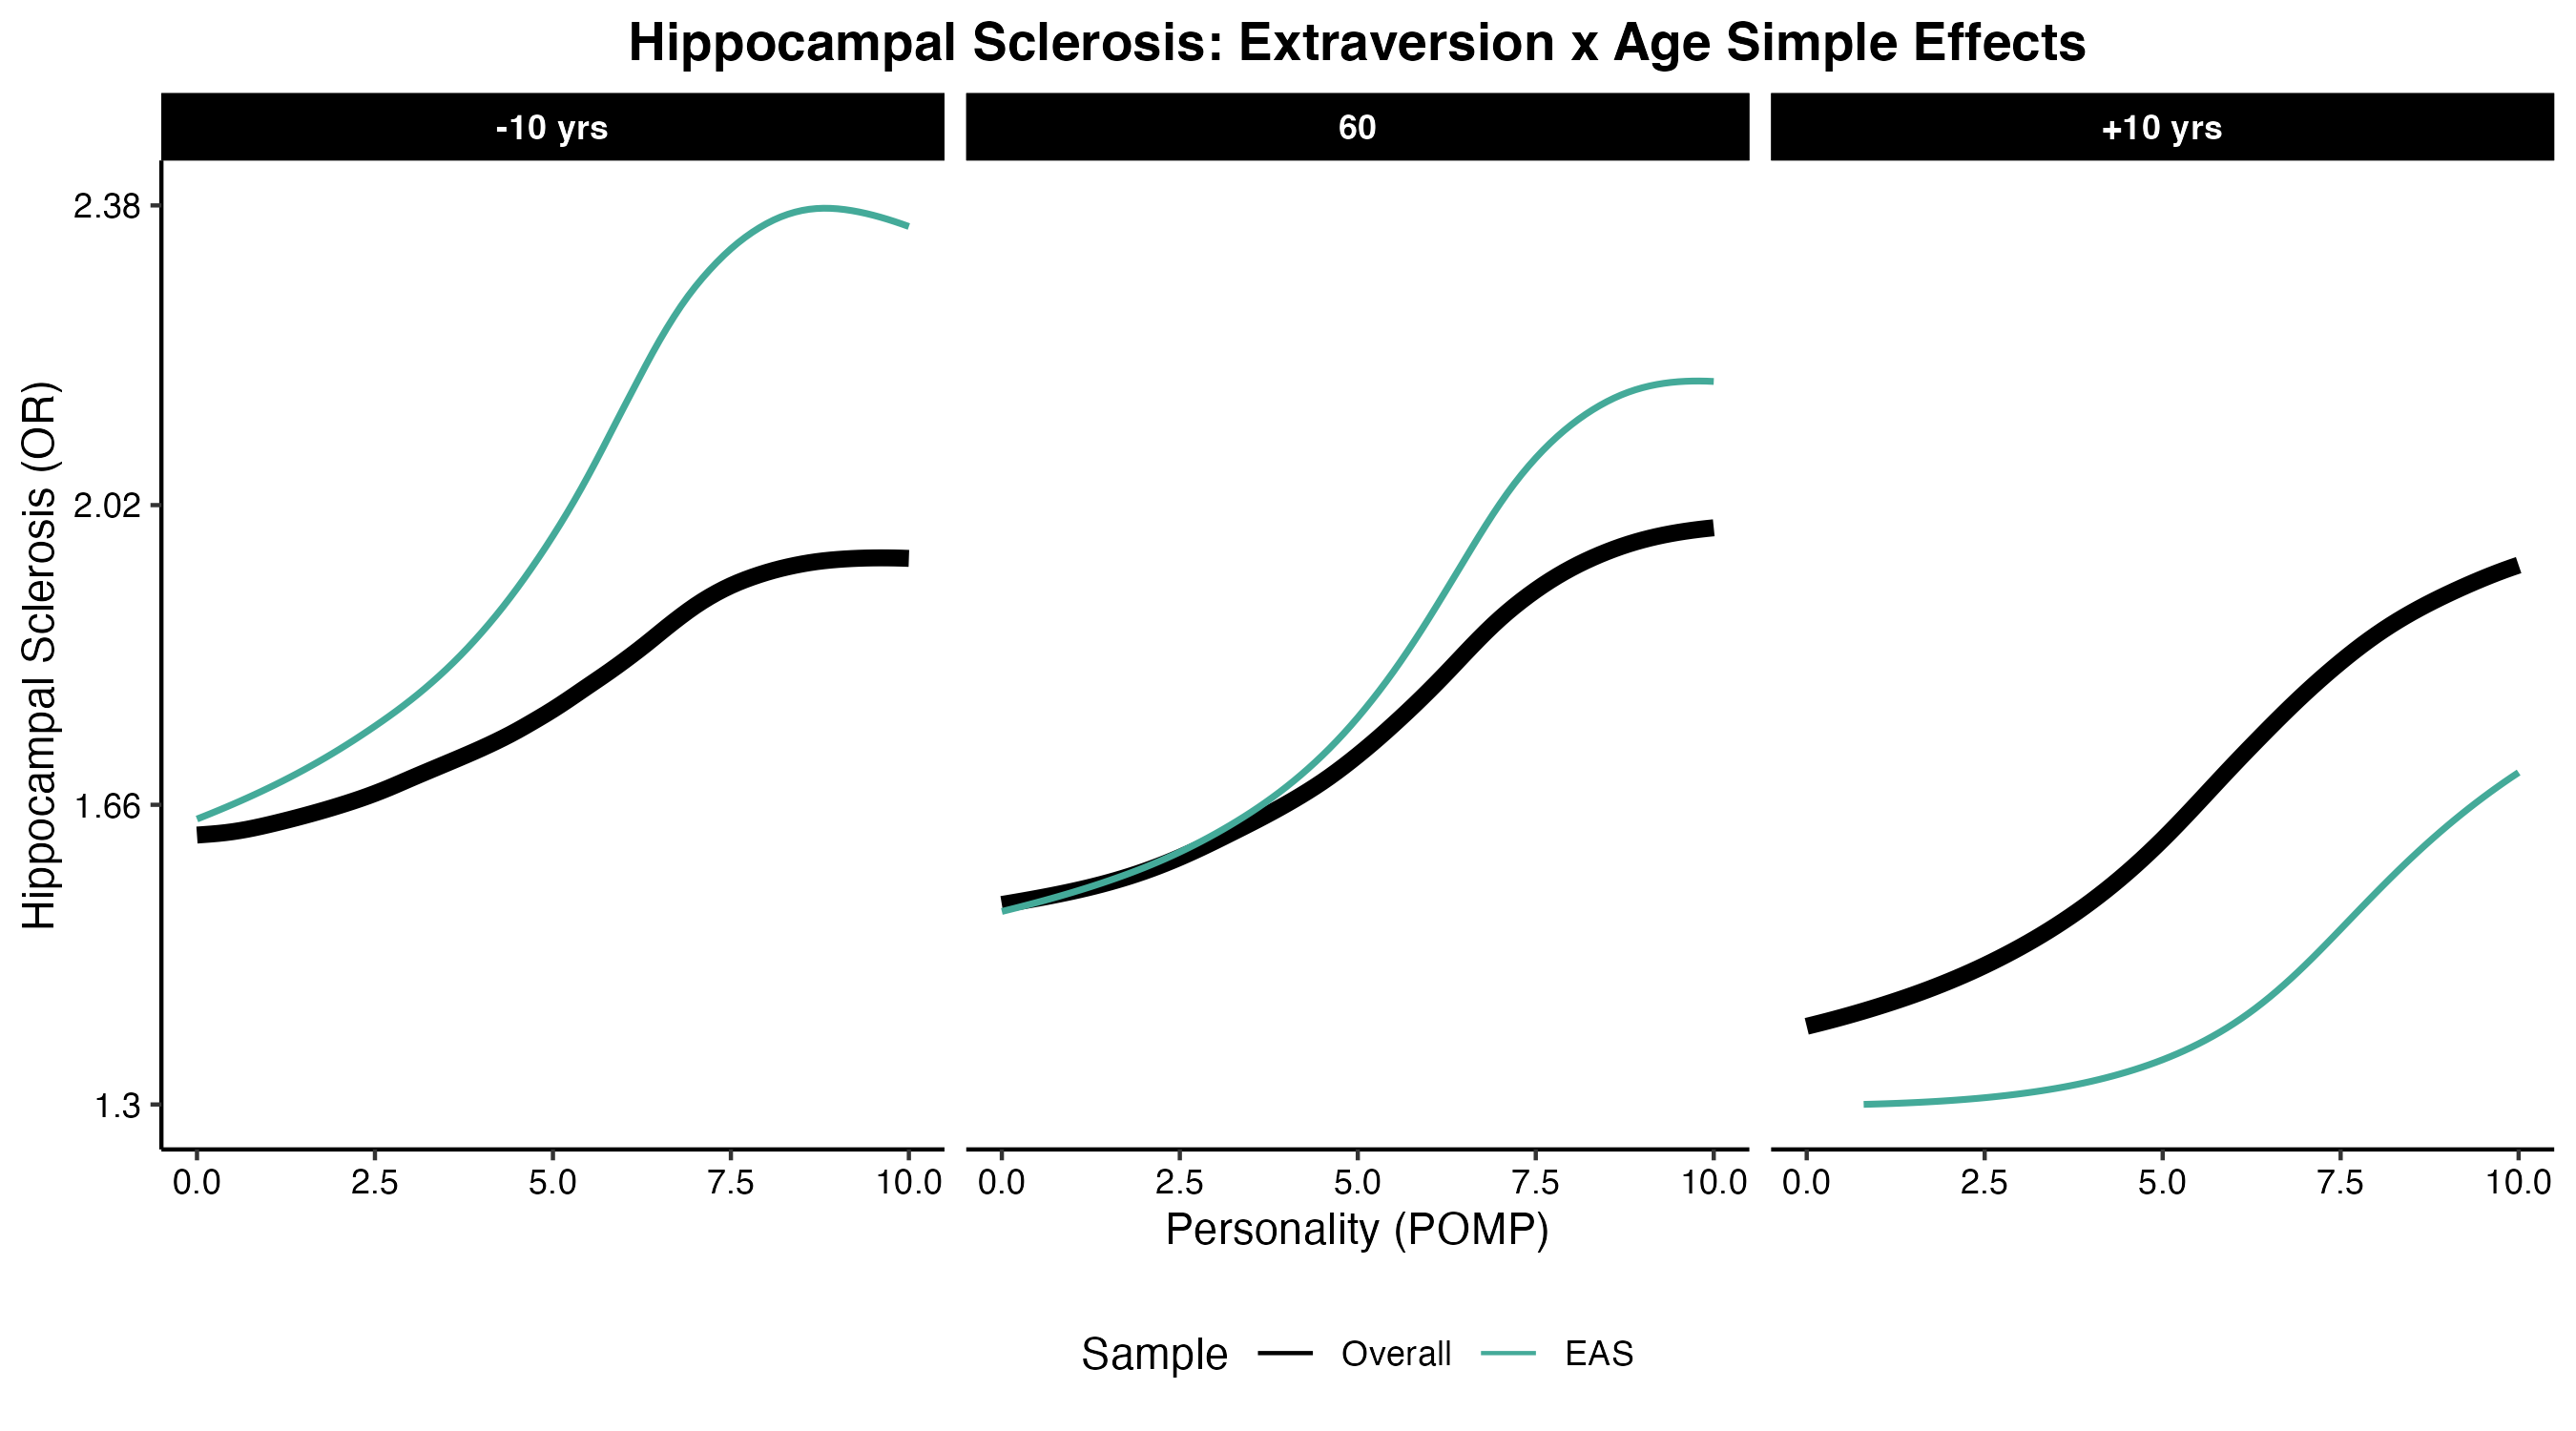 Hippocampal Sclerosis: Extraversion x Age Simple Effects
-10 yrs 60 +10 yrs
Hippocampal Sclerosis (OR)
2.38
2.02
1.66
1.3
0.0 2.5 5.0 7.5 10.0 0.0 2.5 5.0 7.5 10.0 0.0 2.5 5.0 7.5 10.0
Personality (POMP)
Sample Overall EAS